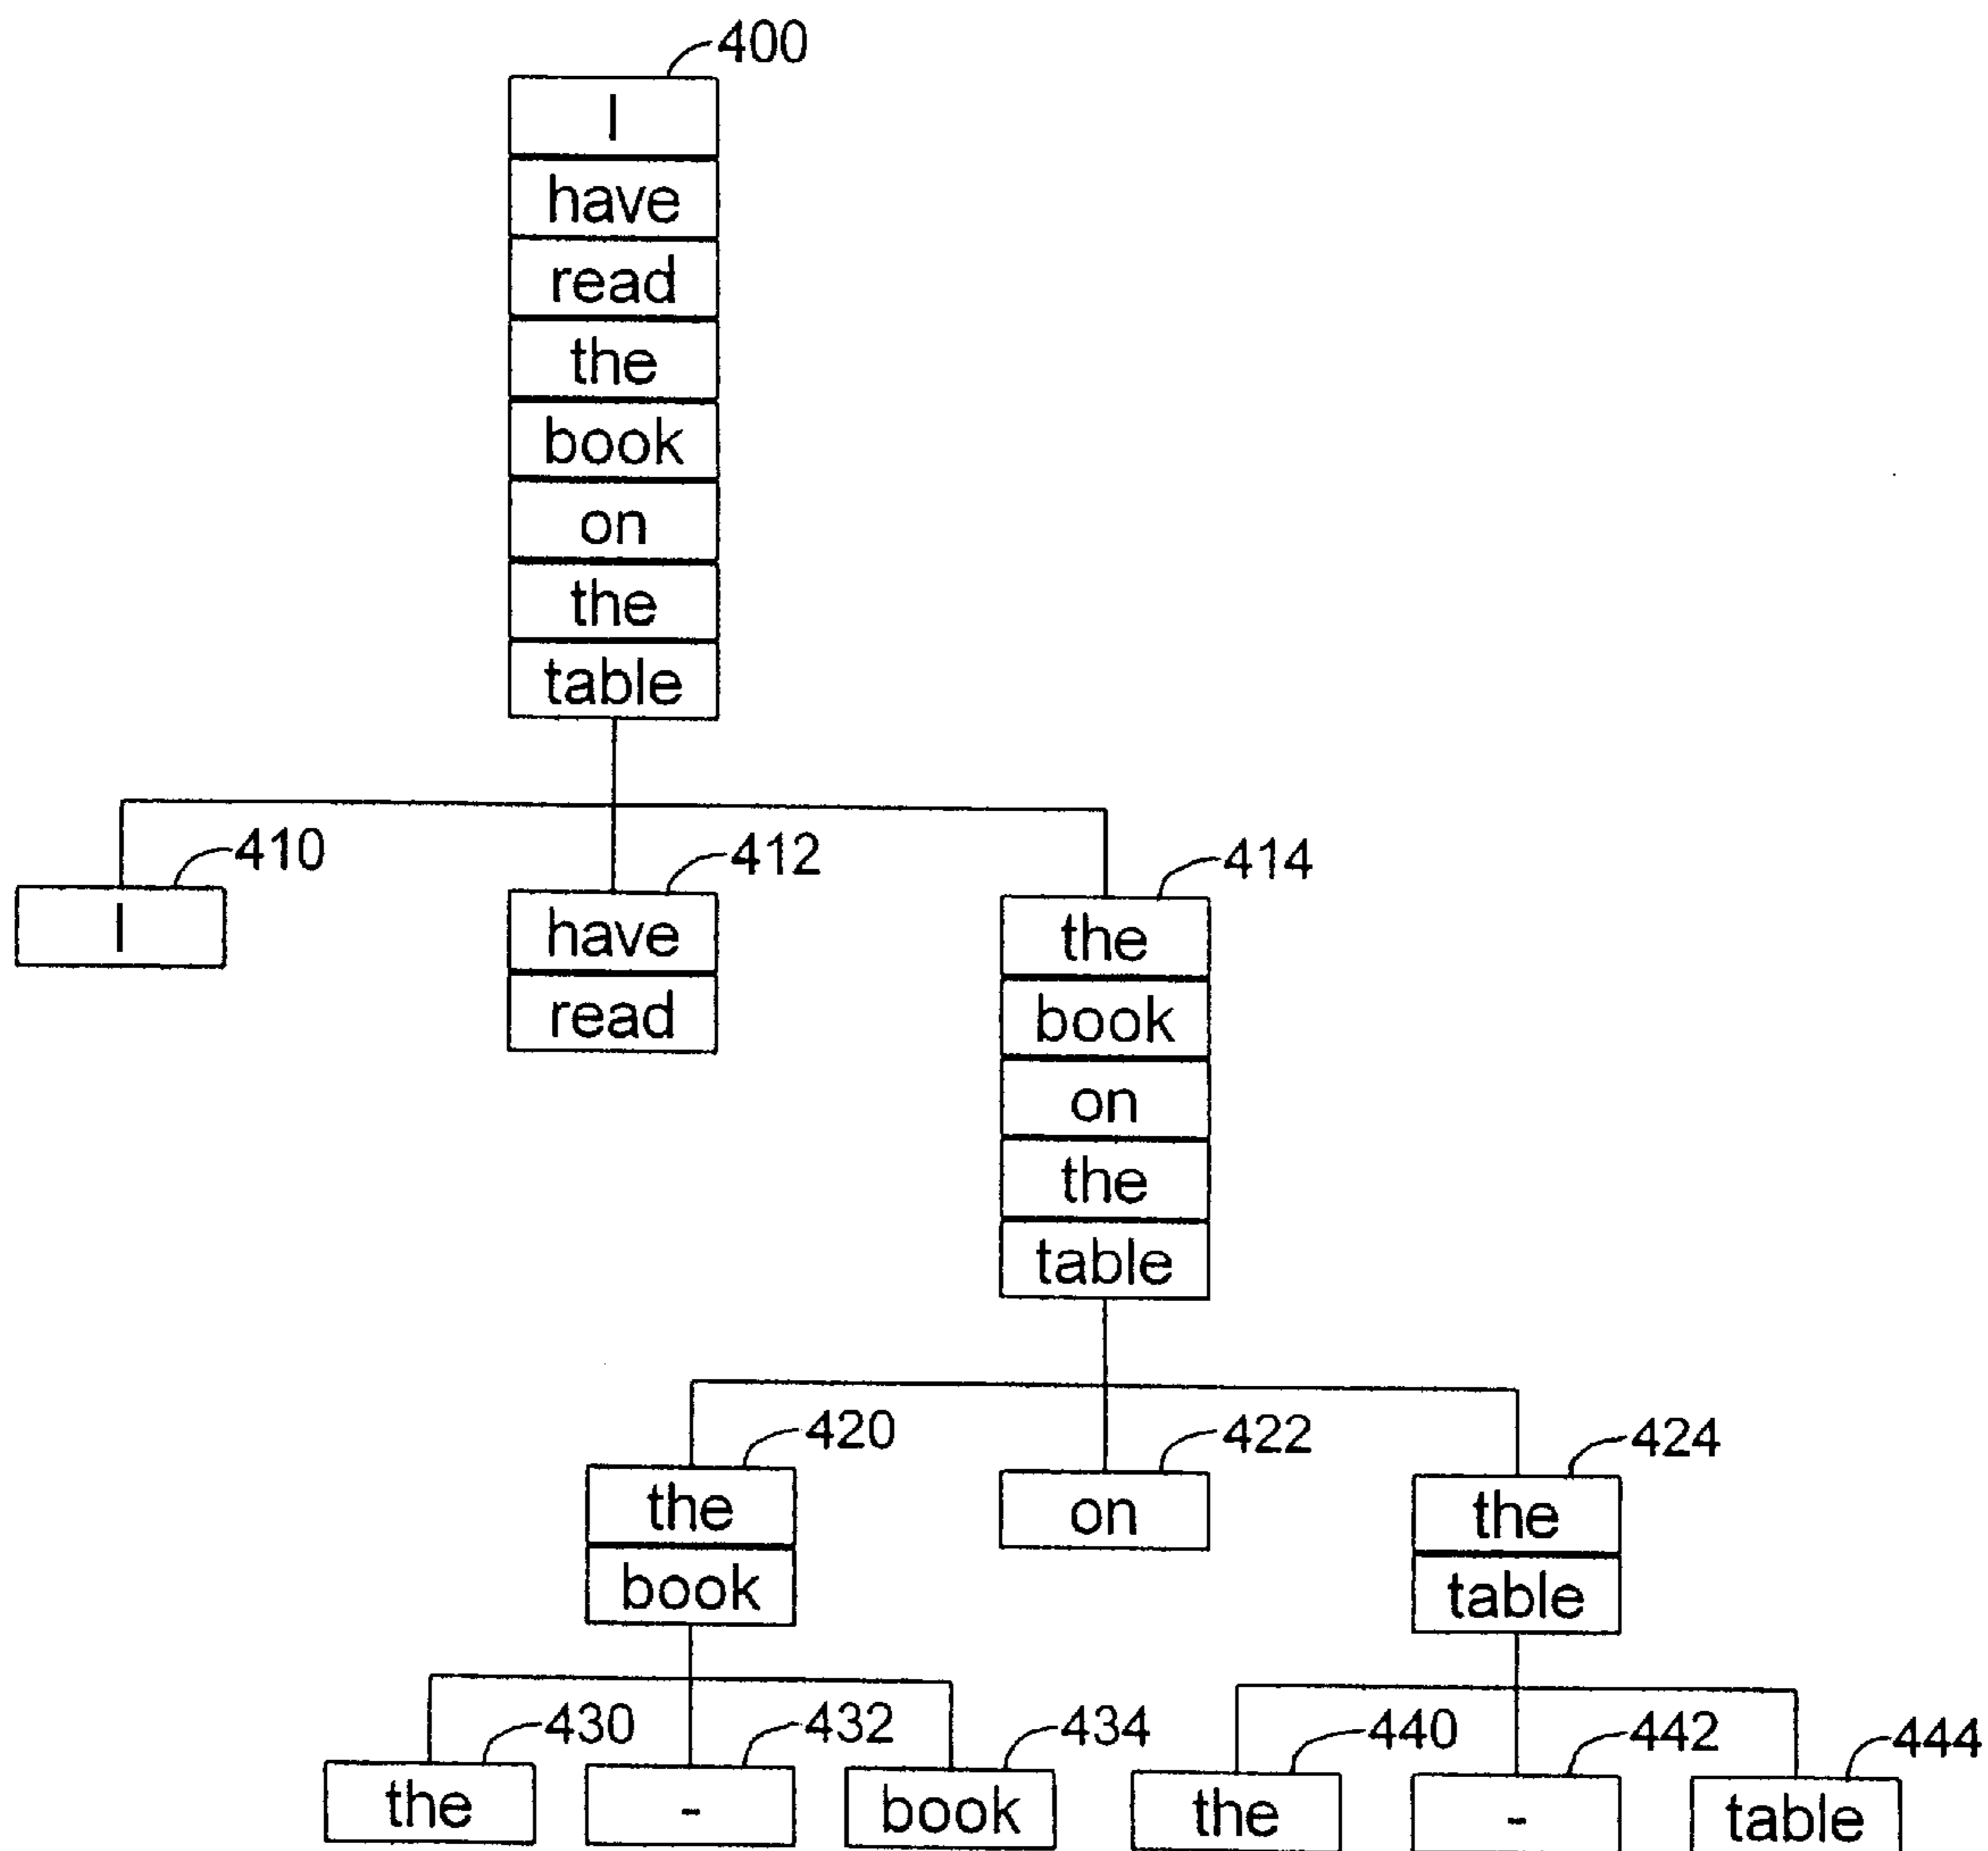 400
I
have
read
the
book
on
the
table
410 412 414
I
have
read
the
book
on
the
table
420 422 424
the
book
on
the
table
430 432 434 440 442 444
the - book the - table